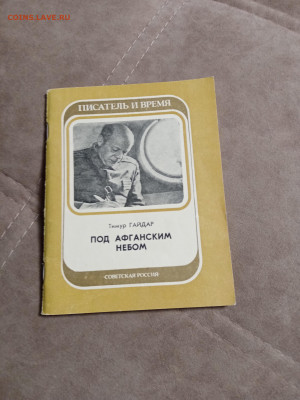 COINS.LAVE.RU
ПИСАТЕЛЬ И ВРЕМЯ
Тимур ГАЙДАР
ПОД АФГАНСКИМ
НЕБОМ
СОВЕТСКАЯ РОССИЯ